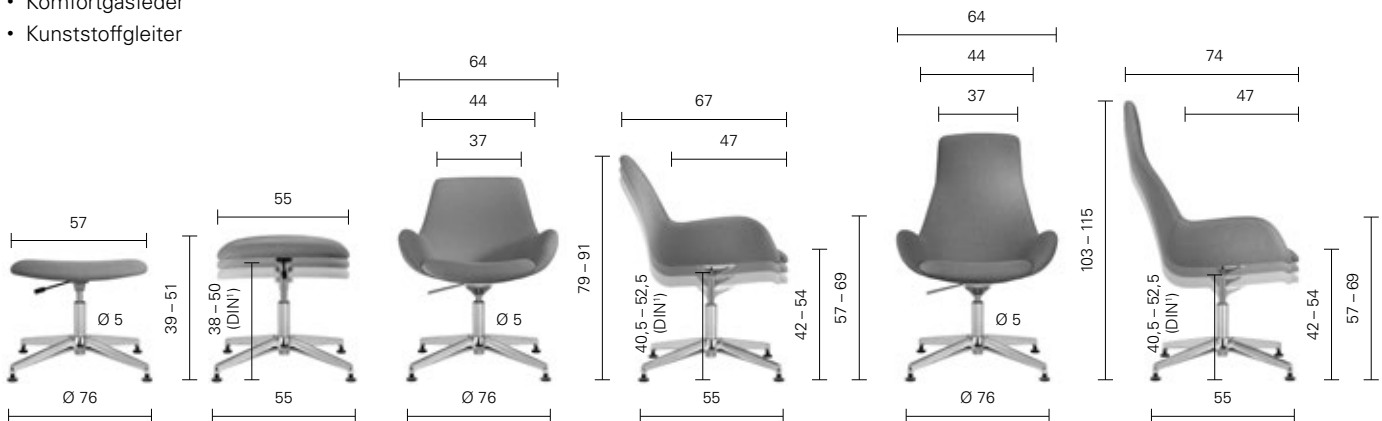 • Komfortgasfeder
• Kunststoffgleiter
57
Ø 5
Ø 76
55
39 – 51
38 – 50
(DIN¹)
55
64
44
37
Ø 5
Ø 76
67
47
79 – 91
40,5 – 52,5
(DIN¹)
42 – 54
57 – 69
55
64
44
37
Ø 5
Ø 76
74
47
103 – 115
40,5 – 52,5
(DIN¹)
42 – 54
57 – 69
55